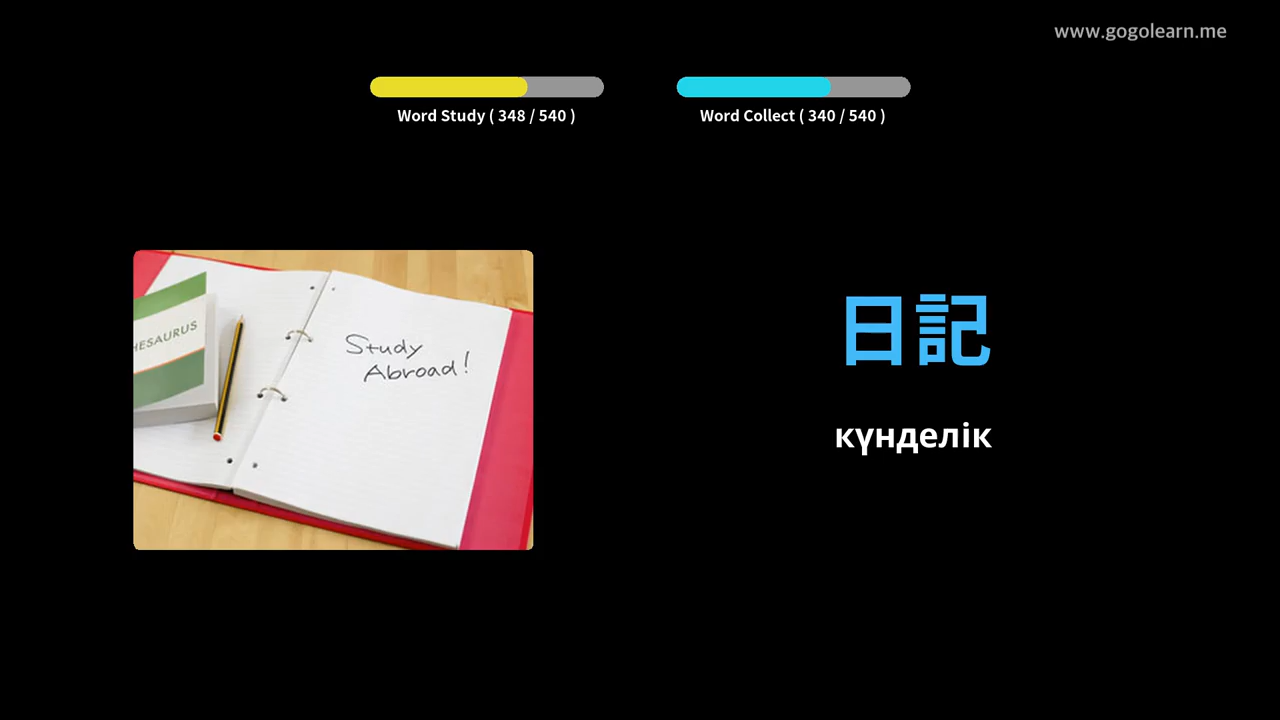 www.gogolearn.me
Word Study ( 348 / 540 )
Word Collect ( 340 / 540 )
HESAURUS
Study
Abroad!
日記
күнделік